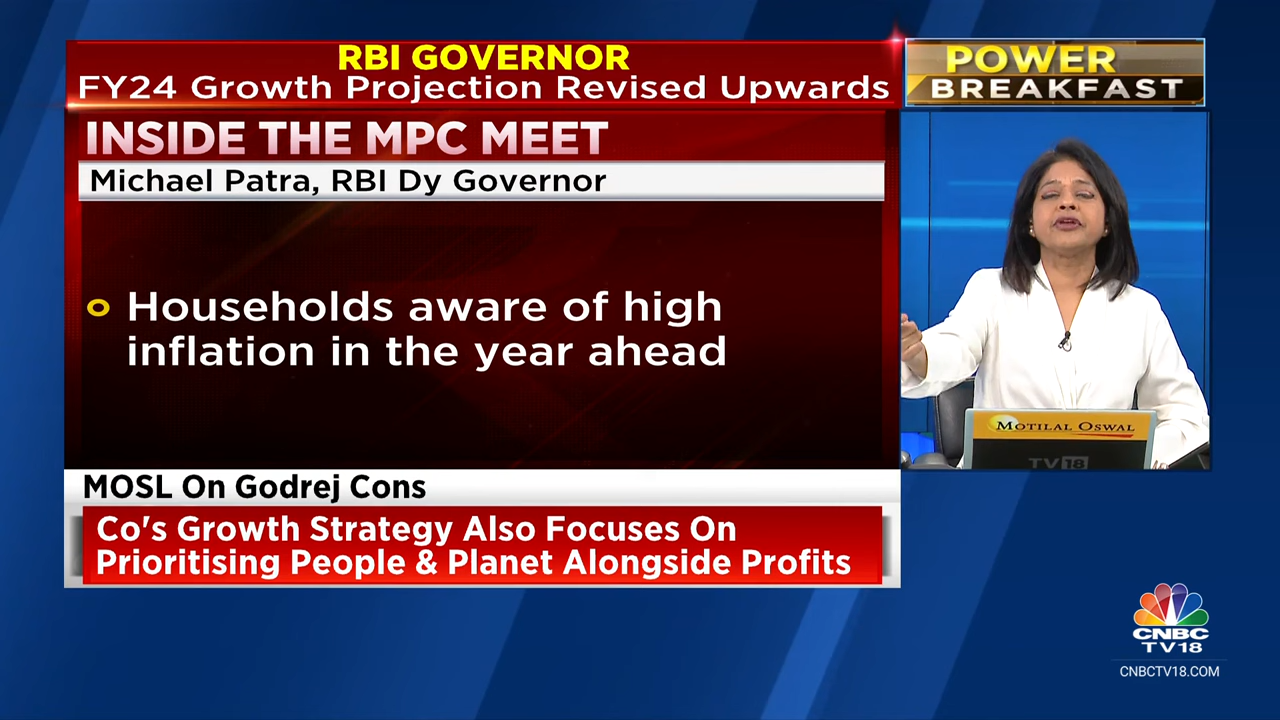 RBI GOVERNOR
FY24 Growth Projection Revised Upwards
POWER
BREAKFAST
INSIDE THE MPC MEET
Michael Patra, RBI Dy Governor
Households aware of high
inflation in the year ahead
MOTILAL OSWAL
TV18
MOSL On Godrej Cons
Co's Growth Strategy Also Focuses On
Prioritising People & Planet Alongside Profits
CNBC
TV18
CNBCTV18.COM